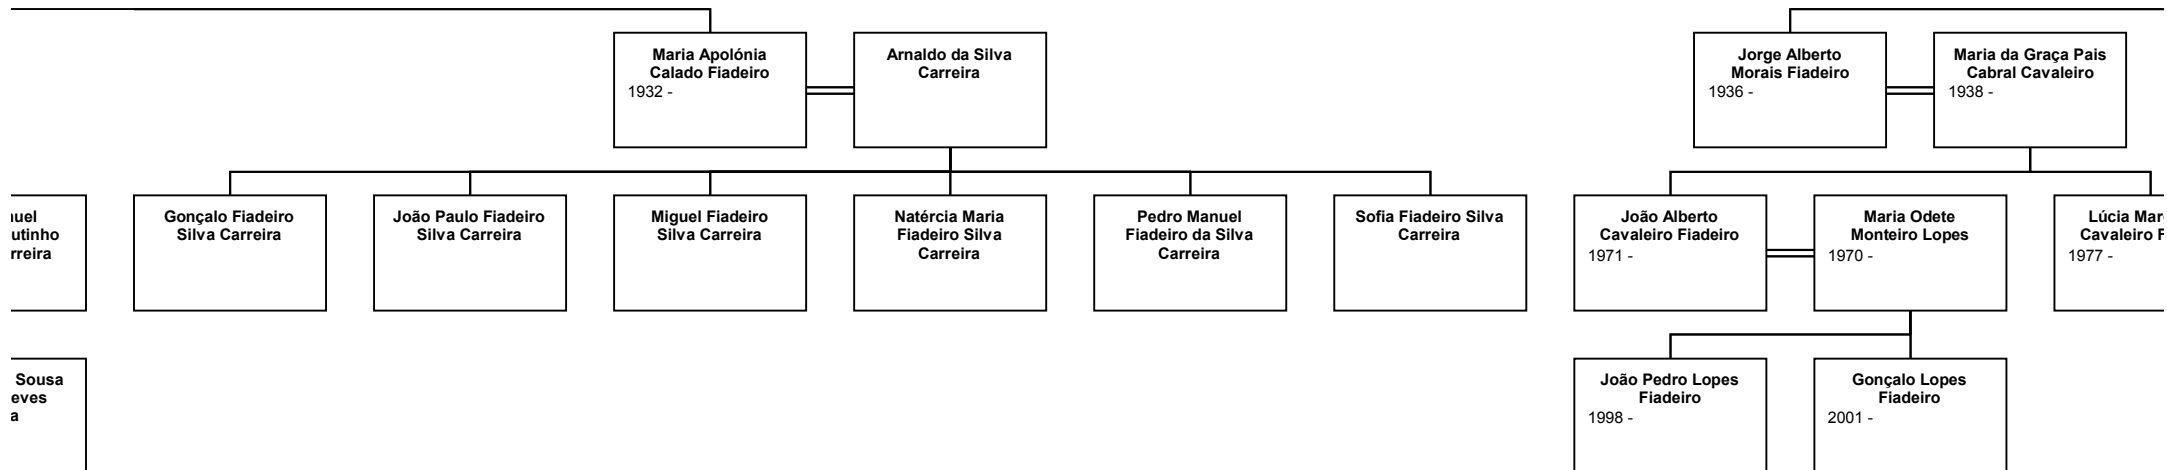 Maria Apolónia
Calado Fiadeiro
1932 -
Arnaldo da Silva
Carreira
Jorge Alberto
Morais Fiadeiro
1936 -
Maria da Graça Pais
Cabral Cavaleiro
1938 -
Gonçalo Fiadeiro
Silva Carreira
João Paulo Fiadeiro
Silva Carreira
Miguel Fiadeiro
Silva Carreira
Natércia Maria
Fiadeiro Silva
Carreira
Pedro Manuel
Fiadeiro da Silva
Carreira
Sofia Fiadeiro Silva
Carreira
João Alberto
Cavaleiro Fiadeiro
1971 -
Maria Odete
Monteiro Lopes
1970 -
Lúcia
Cavaleiro
1977 -
Sousa
João Pedro Lopes
Fiadeiro
1998 -
Gonçalo Lopes
Fiadeiro
2001 -